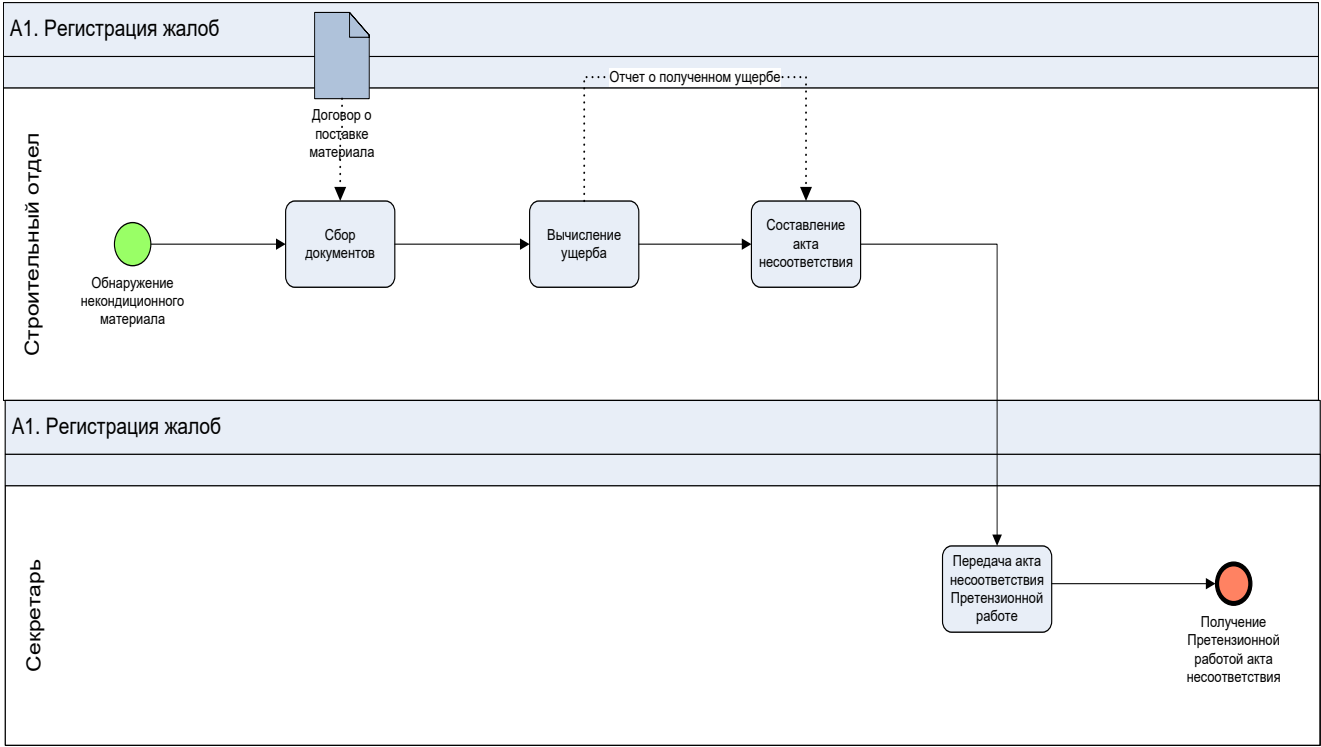 А1. Регистрация жалоб
Отчет о полученном ущербе
Договор о
поставке
материала
Строительный отдел
Сбор
документов
Вычисление
ущерба
Составление
акта
несоответствия
Обнаружение
некондиционного
материала
А1. Регистрация жалоб
Секретарь
Передача акта
несоответствия
Претензионной
работе
Получение
Претензионной
работой акта
несоответствия